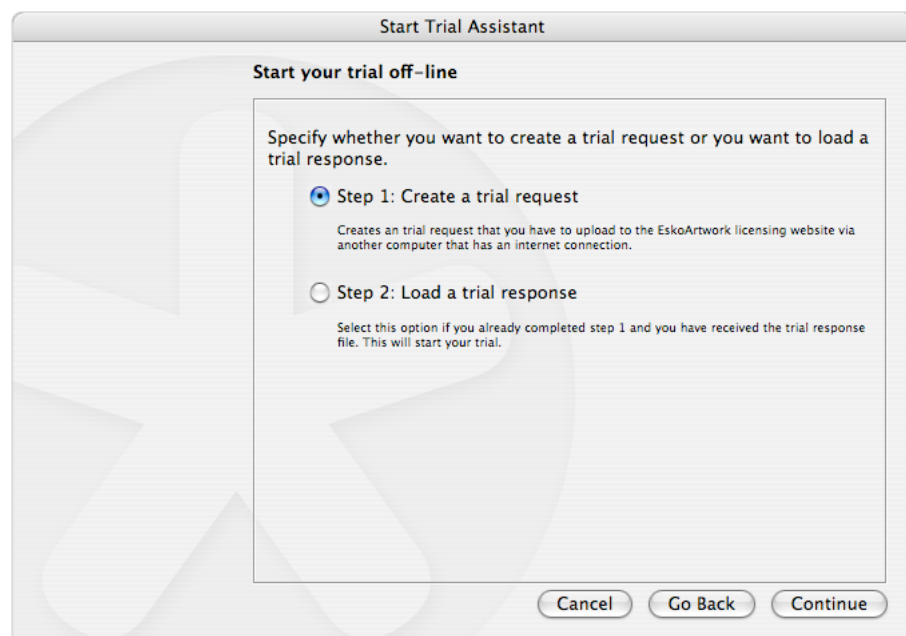 Start Trial Assistant
Start your trial off-line
Specify whether you want to create a trial request or you want to load a
trial response.
Step 1: Create a trial request
Creates an trial request that you have to upload to the EskoArtwork licensing website via
another computer that has an internet connection.
Step 2: Load a trial response
Select this option if you already completed step 1 and you have received the trial response
file. This will start your trial.
Cancel Go Back Continue